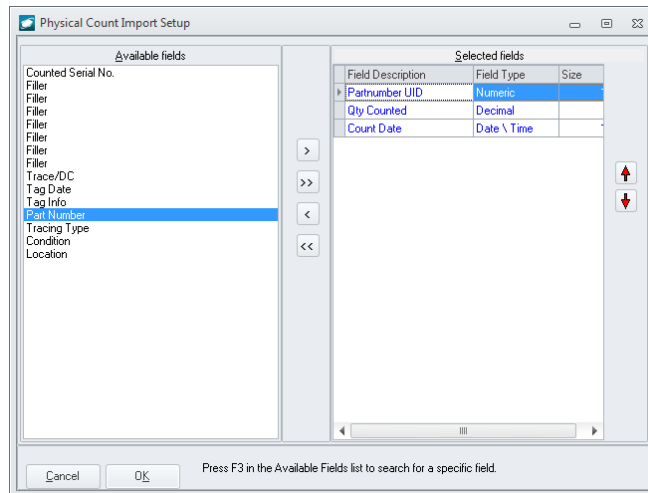 Physical Count Import Setup
Available fields
Counted Serial No.
Filler
Filler
Filler
Filler
Filler
Filler
Filler
Trace/DC
Tag Date
Tag Info
Part Number
Tracing Type
Condition
Location
>
>>
<
<<
Selected fields
Field Description Field Type Size
Partnumber UID Numeric
Qty Counted Decimal
Count Date Date \ Time
Cancel
OK
Press F3 in the Available Fields list to search for a specific field.